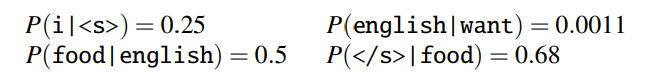 P(i|<s>) = 0.25 P(english|want) = 0.0011
P(food|english) = 0.5 P(</s>|food) = 0.68